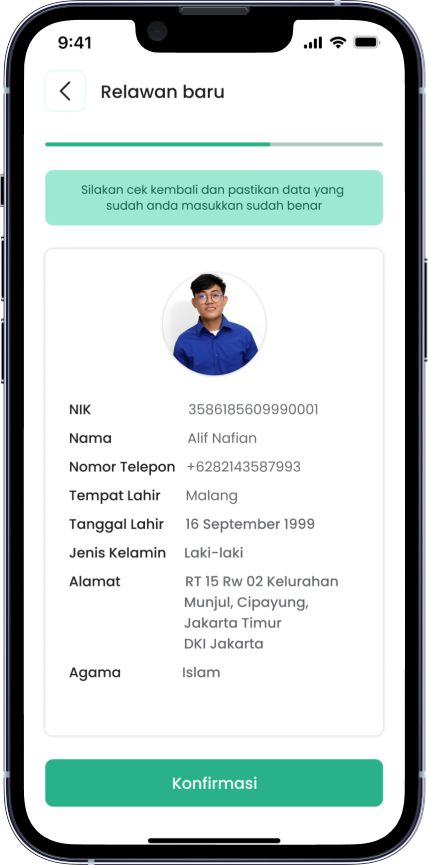 9:41
Relawan baru
Silakan cek kembali dan pastikan data yang
sudah anda masukkan sudah benar
NIK 3586185609990001
Nama Alif Nafian
Nomor Telepon +6282143587993
Tempat Lahir Malang
Tanggal Lahir 16 September 1999
Jenis Kelamin Laki-laki
Alamat RT 15 Rw 02 Kelurahan
Munjul, Cipayung,
Jakarta Timur
DKI Jakarta
Agama Islam
Konfirmasi